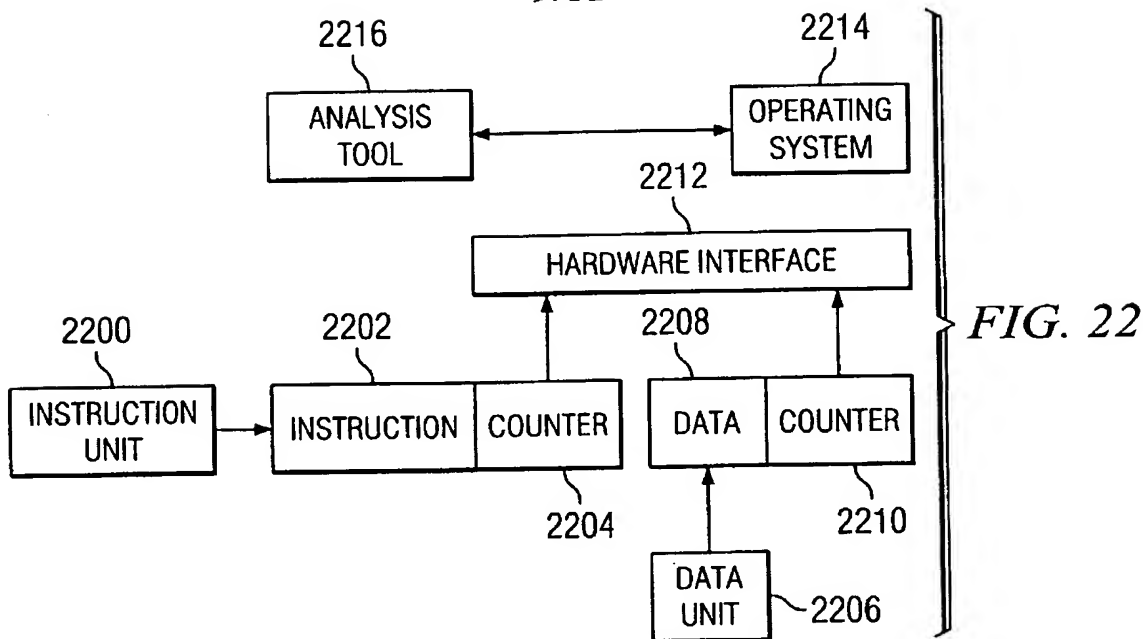 2216
2214
ANALYSIS
TOOL
OPERATING
SYSTEM
2212
HARDWARE INTERFACE
2200
2202
2208
FIG. 22
INSTRUCTION
UNIT
INSTRUCTION
COUNTER
DATA
COUNTER
2204
2210
DATA
UNIT
2206